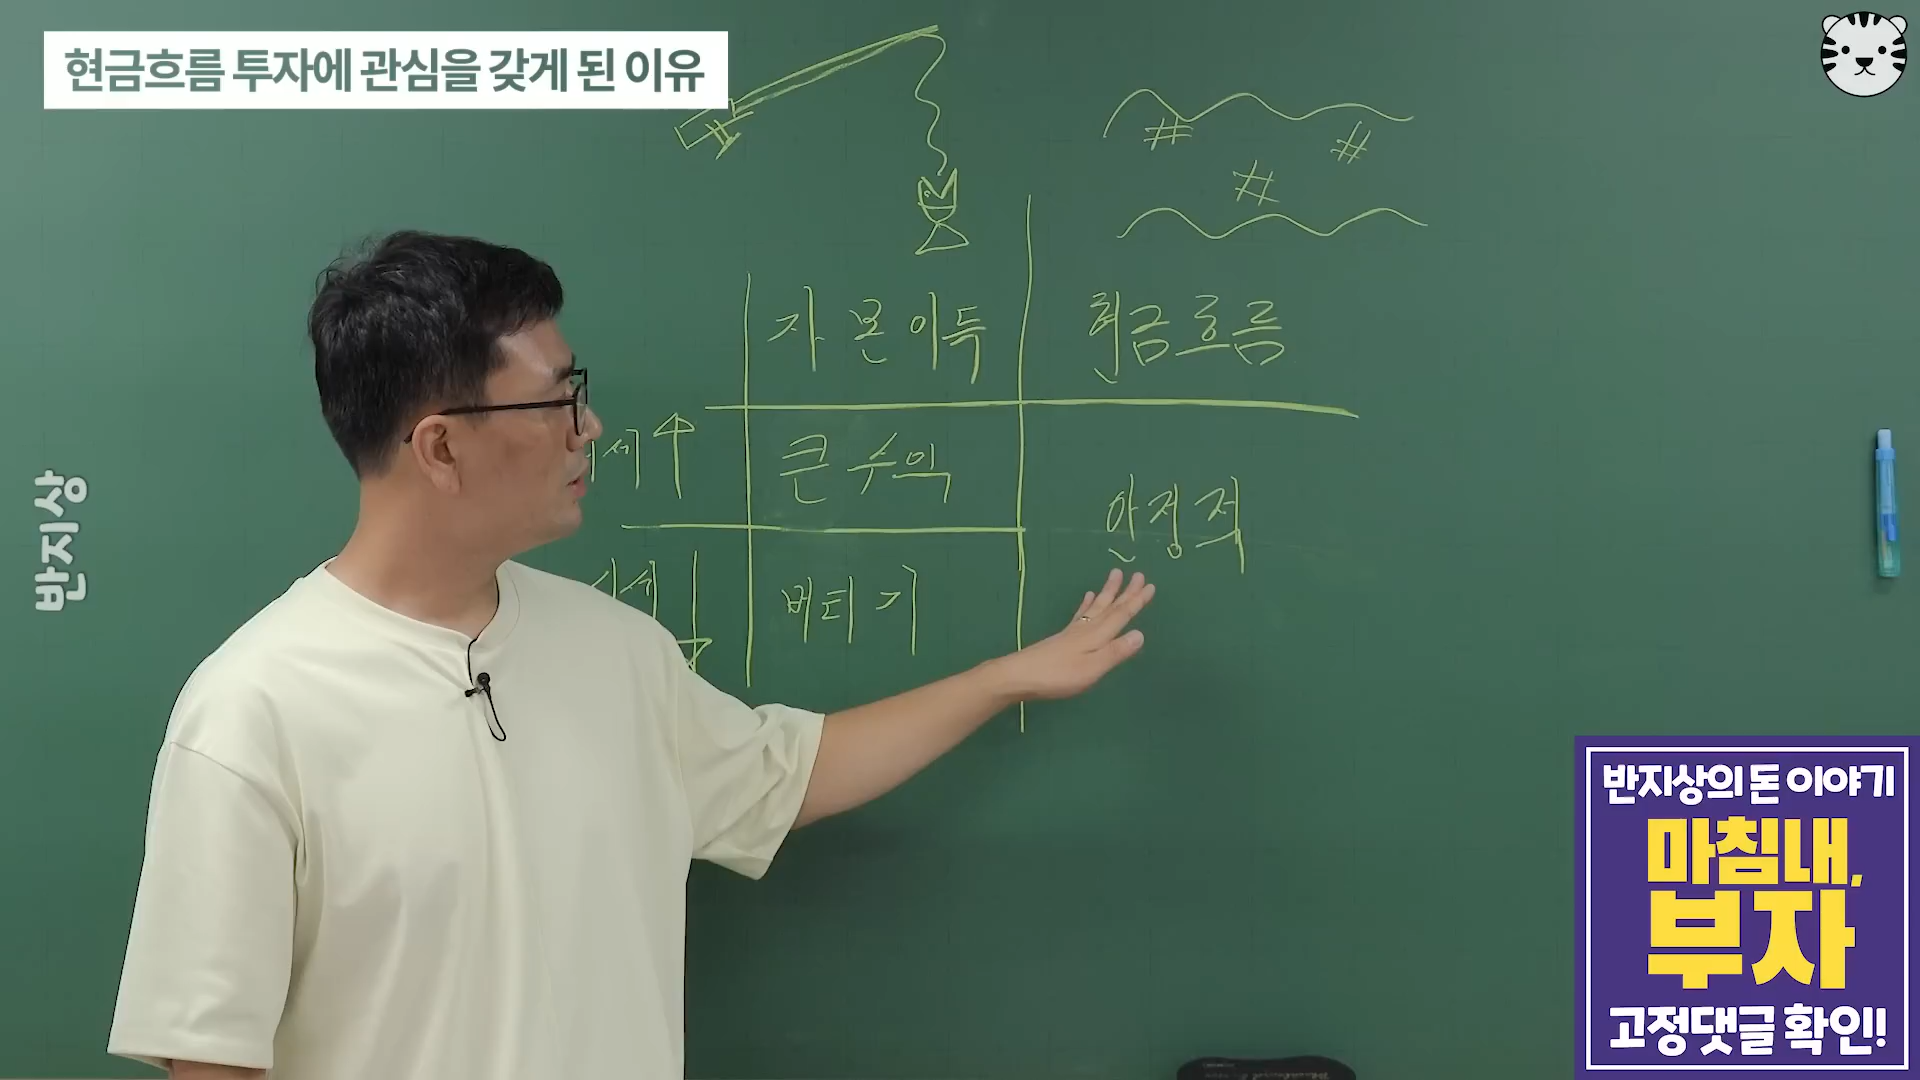 현금흐름 투자에 관심을 갖게 된 이유
반지상
자본이득
현금흐름
큰 수익
버티기
안정적
반지상의 돈 이야기
마침내,
부자
고정댓글 확인!